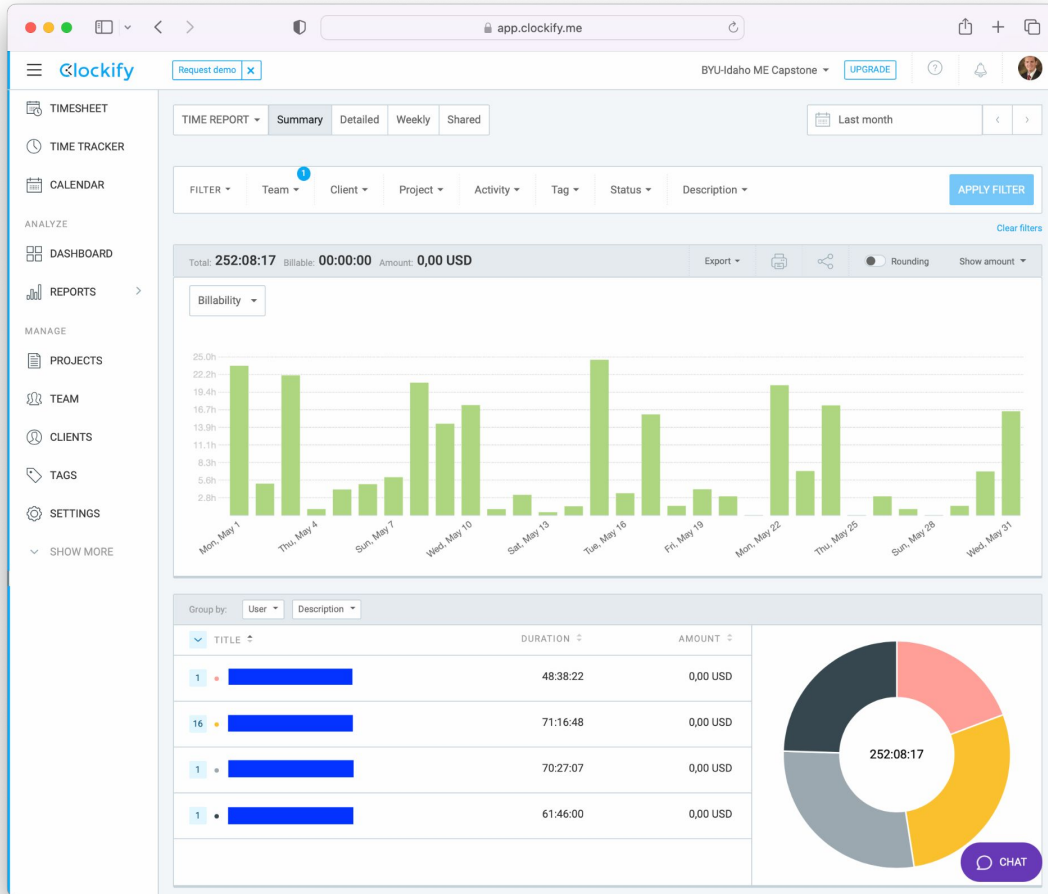 app.clockify.me
Clockify
Request demo
BYU-Idaho ME Capstone
UPGRADE
TIMESHEET
TIME TRACKER
CALENDAR
ANALYZE
DASHBOARD
REPORTS
MANAGE
PROJECTS
TEAM
CLIENTS
TAGS
SETTINGS
SHOW MORE
TIME REPORT Summary Detailed Weekly Shared
Last month
FILTER Team 1 Client Project Activity Tag Status Description
APPLY FILTER
Clear filters
Total: 252:08:17 Billable: 00:00:00 Amount: 0,00 USD
Export Rounding Show amount
Billability
25.0h
22.2h
19.4h
16.7h
13.9h
11.1h
8.3h
5.6h
2.8h
Mon, May 1
Thu, May 4
Sun, May 7
Wed, May 10
Sat, May 13
Tue, May 16
Fri, May 19
Mon, May 22
Thu, May 25
Sun, May 28
Wed, May 31
Group by: User Description
TITLE DURATION AMOUNT
1 48:38:22 0,00 USD
16 71:16:48 0,00 USD
1 70:27:07 0,00 USD
1 61:46:00 0,00 USD
252:08:17
CHAT